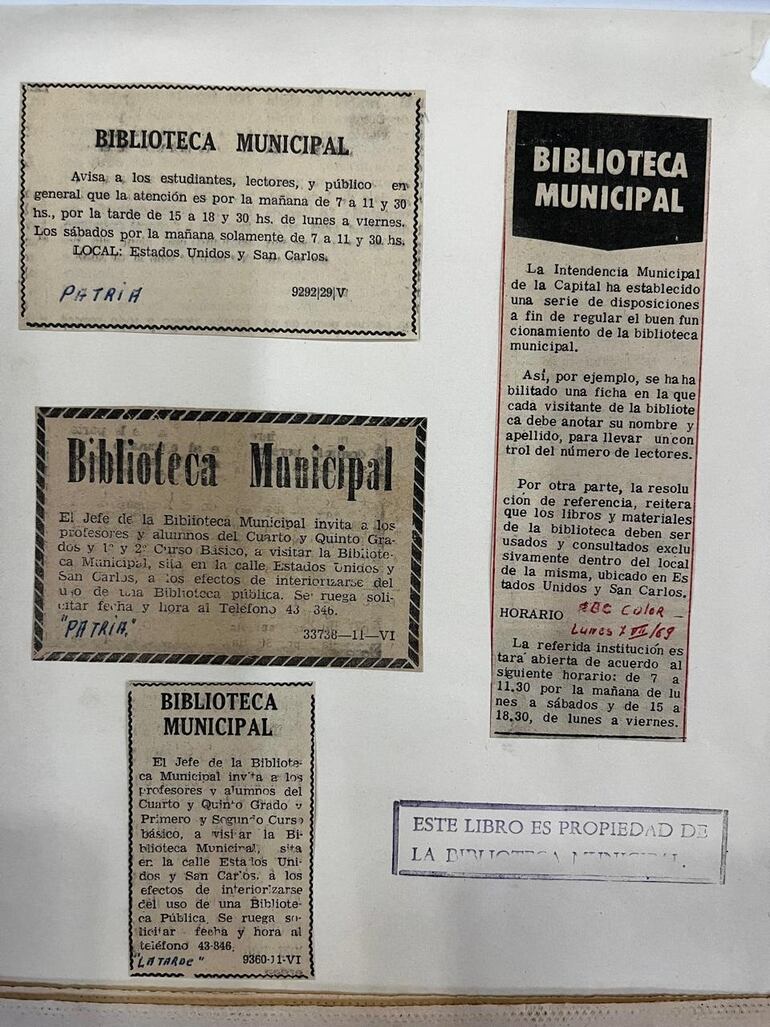 BIBLIOTECA MUNICIPAL
Avisa a los estudiantes, lectores, y público en
general que la atención es por la mañana de 7 a 11 y 30
hs., por la tarde de 15 a 18 y 30 hs. de lunes a viernes.
Los sábados por la mañana solamente de 7 a 11 y 30 hs.
LOCAL: Estados Unidos y San Carlos.
PATRIA 9292|29|V
Biblioteca Municipal
El Jefe de la Biblioteca Municipal invita a los
profesores y alumnos del Cuarto y Quinto Gra-
dos y 1º y 2º Curso Básico, a visitar la Bibliote-
ca Municipal, sita en la calle Estados Unidos y
San Carlos, a los efectos de interiorizarse del
uso de una Biblioteca pública. Se ruega soli-
citar fecha y hora al Teléfono 43 846.
"PATRIA." 33738—11—VI
BIBLIOTECA
MUNICIPAL
El Jefe de la Bibliote-
ca Municipal invita a los
profesores y alumnos del
Cuarto y Quinto Grado y
Primero y Segundo Curso
básico, a visitar la Bi-
blioteca Municipal, sita
en la calle Estados Uni-
dos y San Carlos. a los
efectos de interiorizarse
del uso de una Bibliote-
ca Pública. Se ruega so-
licitar fecha y hora al
teléfono 43-846.
"LA TARDE" 9360-11-VI
BIBLIOTECA
MUNICIPAL
La Intendencia Municipal
de la Capital ha establecido
una serie de disposiciones
a fin de regular el buen fun
cionamiento de la biblioteca
municipal.
Así, por ejemplo, se ha ha
bilitado una ficha en la que
cada visitante de la bibliote
ca debe anotar su nombre y
apellido, para llevar un con
trol del número de lectores.
Por otra parte, la resolu
ción de referencia, reitera
que los libros y materiales
de la biblioteca deben ser
usados y consultados exclu
sivamente dentro del local
de la misma, ubicado en Es
tados Unidos y San Carlos.
HORARIO ABC Color -
Lunes 7 VII/69
La referida institución es
tará abierta de acuerdo al
siguiente horario: de 7 a
11.30 por la mañana de lu
nes a sábados y de 15 a
18.30, de lunes a viernes.
ESTE LIBRO ES PROPIEDAD DE
LA BIBLIOTECA MUNICIPAL.